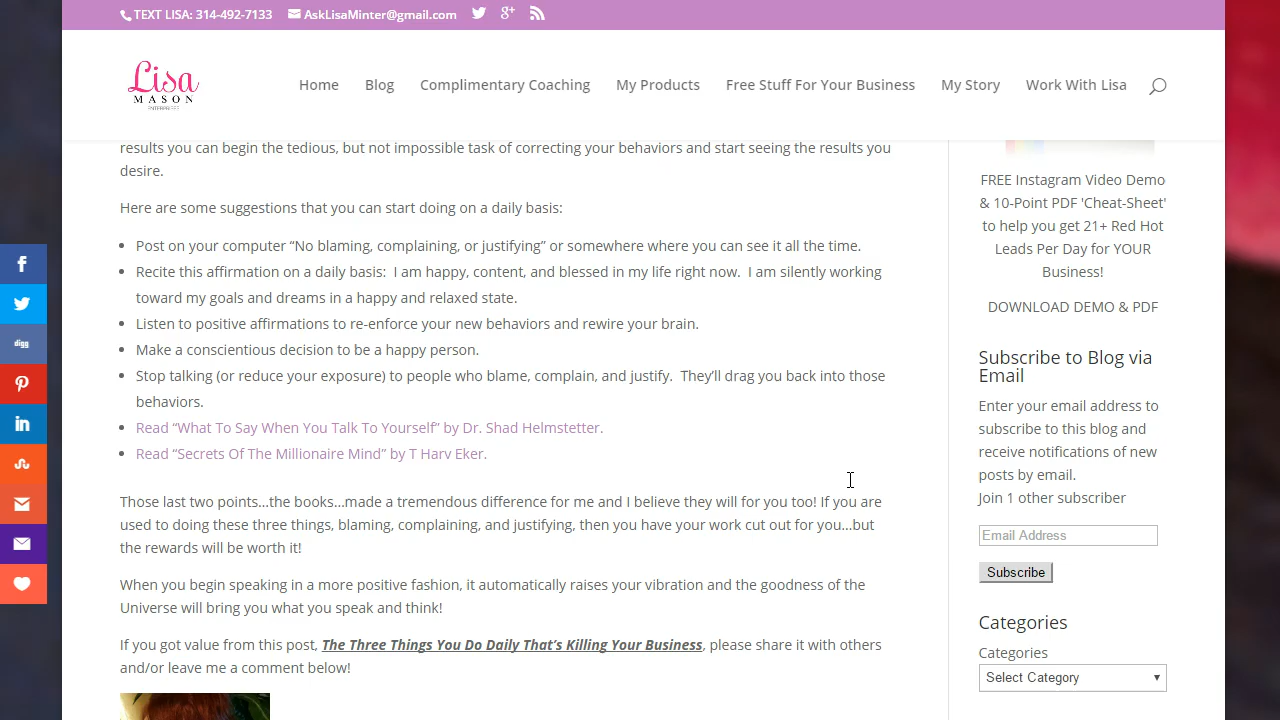 TEXT LISA: 314-492-7133 AskLisaMinter@gmail.com
Lisa
MASON
ENTERPRISES
Home Blog Complimentary Coaching My Products Free Stuff For Your Business My Story Work With Lisa
results you can begin the tedious, but not impossible task of correcting your behaviors and start seeing the results you
desire.
Here are some suggestions that you can start doing on a daily basis:
Post on your computer “No blaming, complaining, or justifying” or somewhere where you can see it all the time.
Recite this affirmation on a daily basis:  I am happy, content, and blessed in my life right now.  I am silently working
toward my goals and dreams in a happy and relaxed state.
Listen to positive affirmations to re-enforce your new behaviors and rewire your brain.
Make a conscientious decision to be a happy person.
Stop talking (or reduce your exposure) to people who blame, complain, and justify.  They’ll drag you back into those
behaviors.
Read “What To Say When You Talk To Yourself” by Dr. Shad Helmstetter.
Read “Secrets Of The Millionaire Mind” by T Harv Eker.
Those last two points…the books…made a tremendous difference for me and I believe they will for you too! If you are
used to doing these three things, blaming, complaining, and justifying, then you have your work cut out for you…but
the rewards will be worth it!
When you begin speaking in a more positive fashion, it automatically raises your vibration and the goodness of the
Universe will bring you what you speak and think!
If you got value from this post, The Three Things You Do Daily That’s Killing Your Business, please share it with others
and/or leave me a comment below!
FREE Instagram Video Demo
& 10-Point PDF 'Cheat-Sheet'
to help you get 21+ Red Hot
Leads Per Day for YOUR
Business!
DOWNLOAD DEMO & PDF
Subscribe to Blog via
Email
Enter your email address to
subscribe to this blog and
receive notifications of new
posts by email.
Join 1 other subscriber
Email Address
Subscribe
Categories
Categories
Select Category
digg